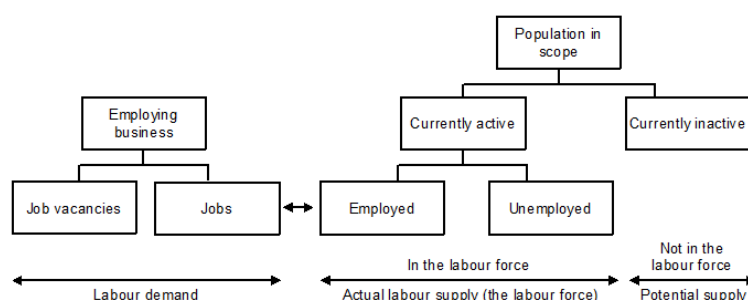 Population in
scope
Employing
business
Currently active
Currently inactive
Job vacancies
Jobs
Employed
Unemployed
In the labour force
Not in the
labour force
Labour demand
Actual labour supply (the labour force)
Potential supply